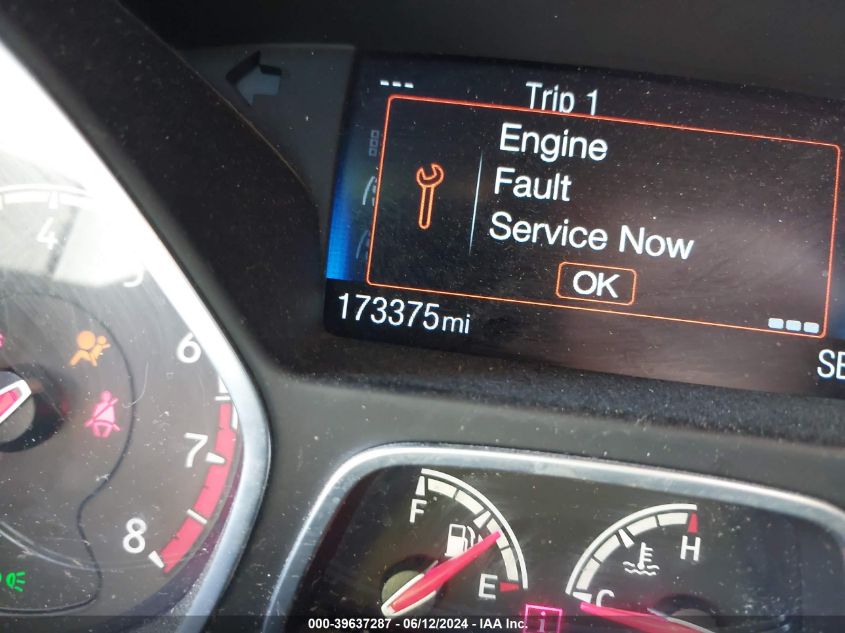 ---
Trip 1
Engine
Fault
Service Now
OK
173375mi
4
5
6
7
8
F
E
H
C
i
000-39637287 - 06/12/2024 - IAA Inc.